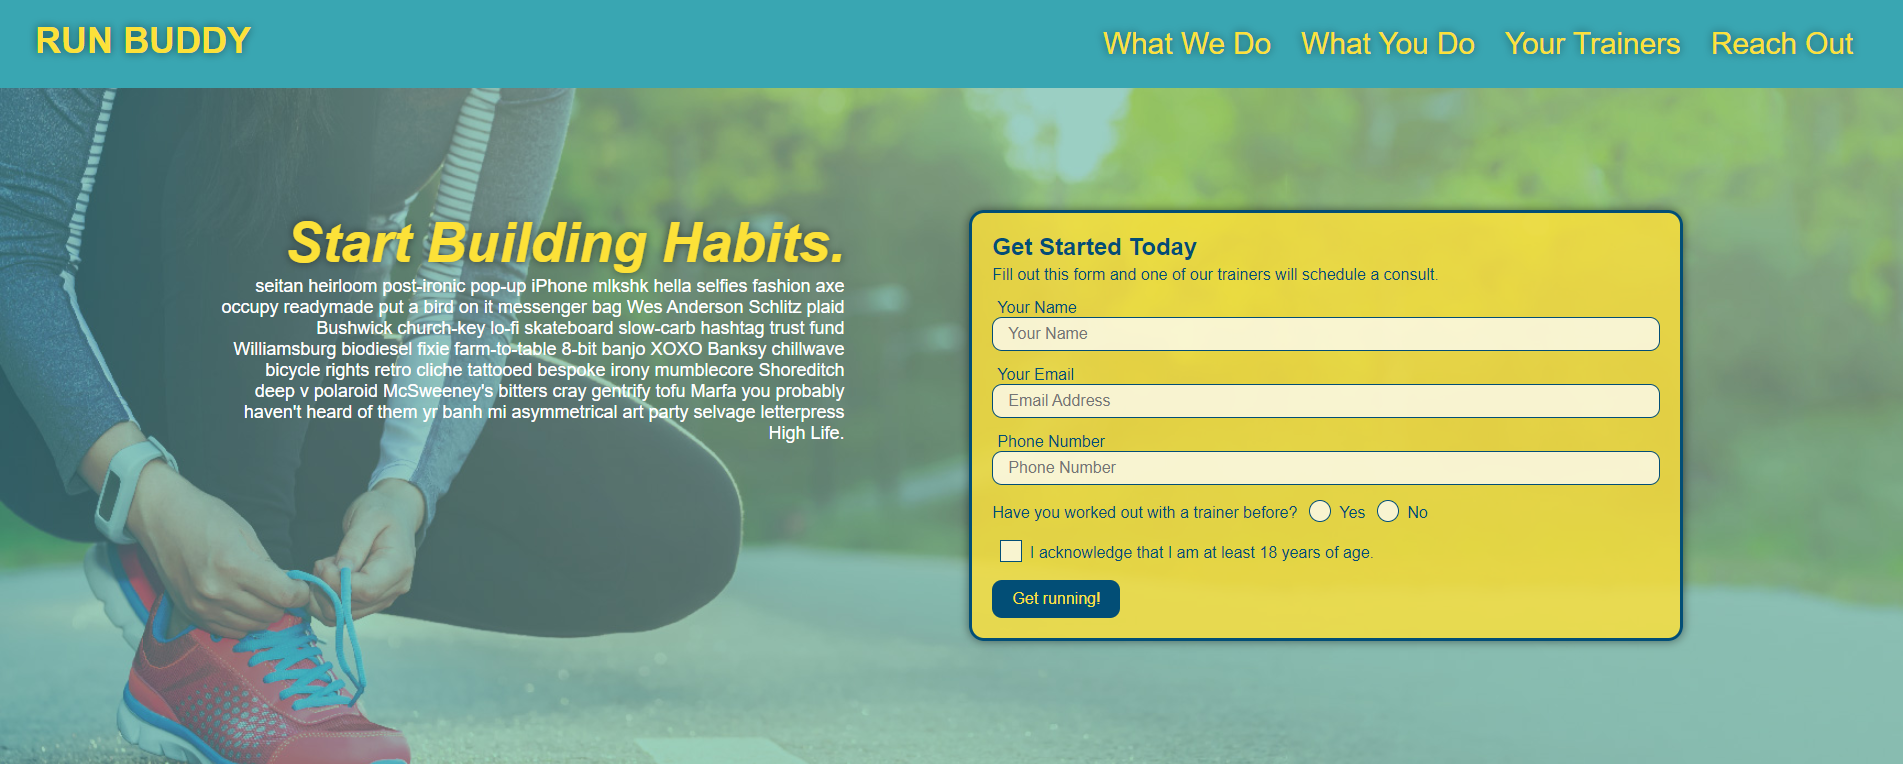 RUN BUDDY
What We Do What You Do Your Trainers Reach Out
Start Building Habits.
seitan heirloom post-ironic pop-up iPhone mlkshk hella selfies fashion axe
occupy readymade put a bird on it messenger bag Wes Anderson Schlitz plaid
Bushwick church-key lo-fi skateboard slow-carb hashtag trust fund
Williamsburg biodiesel fixie farm-to-table 8-bit banjo XOXO Banksy chillwave
bicycle rights retro cliche tattooed bespoke irony mumblecore Shoreditch
deep v polaroid McSweeney's bitters cray gentrify tofu Marfa you probably
haven't heard of them yr banh mi asymmetrical art party selvage letterpress
High Life.
Get Started Today
Fill out this form and one of our trainers will schedule a consult.
Your Name
Your Name
Your Email
Email Address
Phone Number
Phone Number
Have you worked out with a trainer before? Yes No
I acknowledge that I am at least 18 years of age.
Get running!